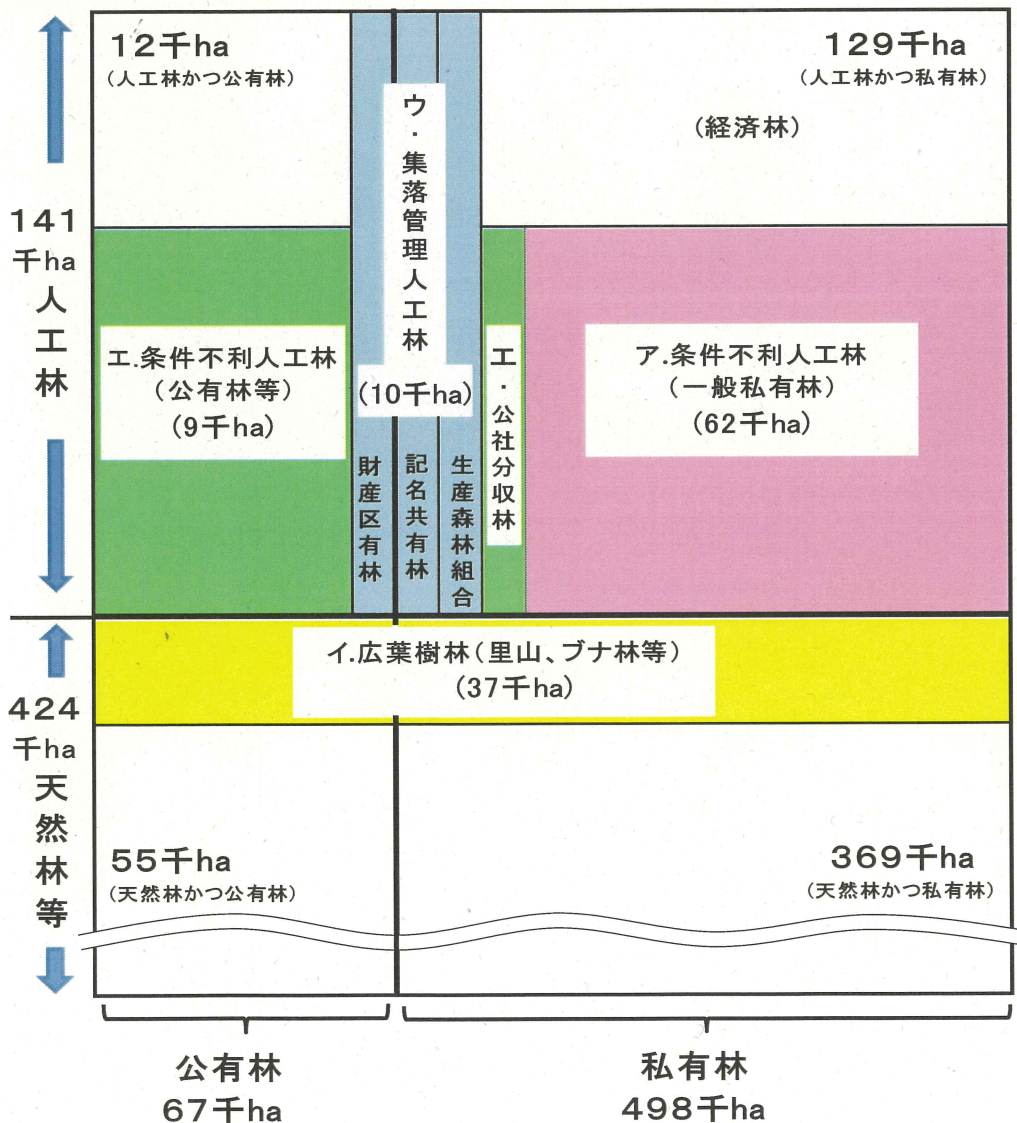 12千ha
(人工林かつ公有林)
129千ha
(人工林かつ私有林)
(経済林)
ウ・集落管理人工林
(10千ha)
141
千ha
人工林
エ.条件不利人工林
(公有林等)
(9千ha)
財産区有林
記名共有林
生産森林組合
エ・公社分収林
ア.条件不利人工林
(一般私有林)
(62千ha)
イ.広葉樹林(里山、ブナ林等)
(37千ha)
424
千ha
天然林等
55千ha
(天然林かつ公有林)
369千ha
(天然林かつ私有林)
公有林
67千ha
私有林
498千ha